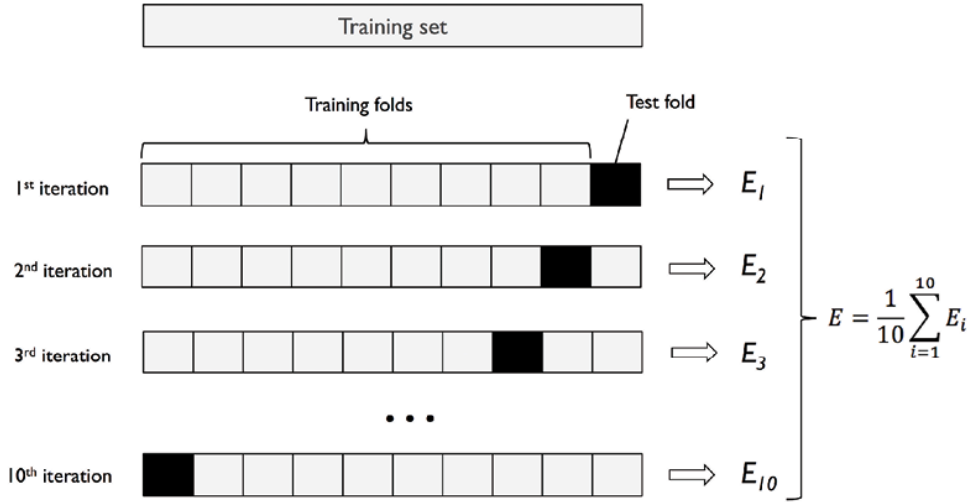 Training set
Training folds
Test fold
1st iteration
E1
2nd iteration
E2
3rd iteration
E3
E = 1/10 10∑i=1 Ei
...
10th iteration
E10